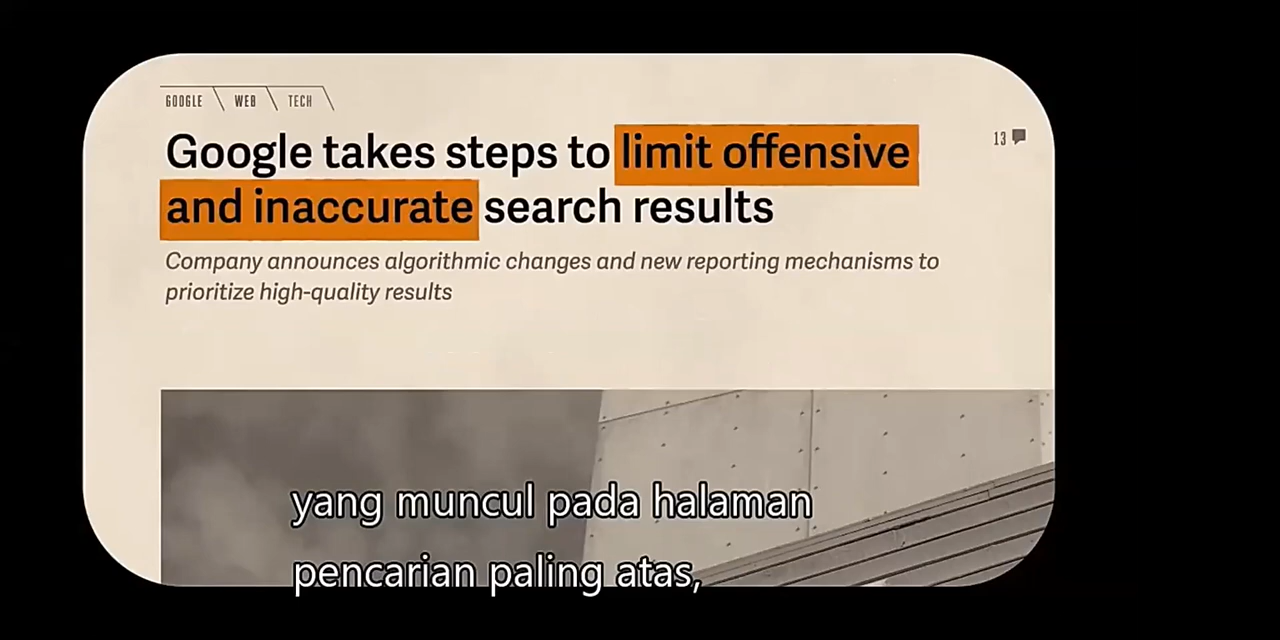 GOOGLE WEB TECH
13
Google takes steps to limit offensive
and inaccurate search results
Company announces algorithmic changes and new reporting mechanisms to
prioritize high-quality results
yang muncul pada halaman
pencarian paling atas,